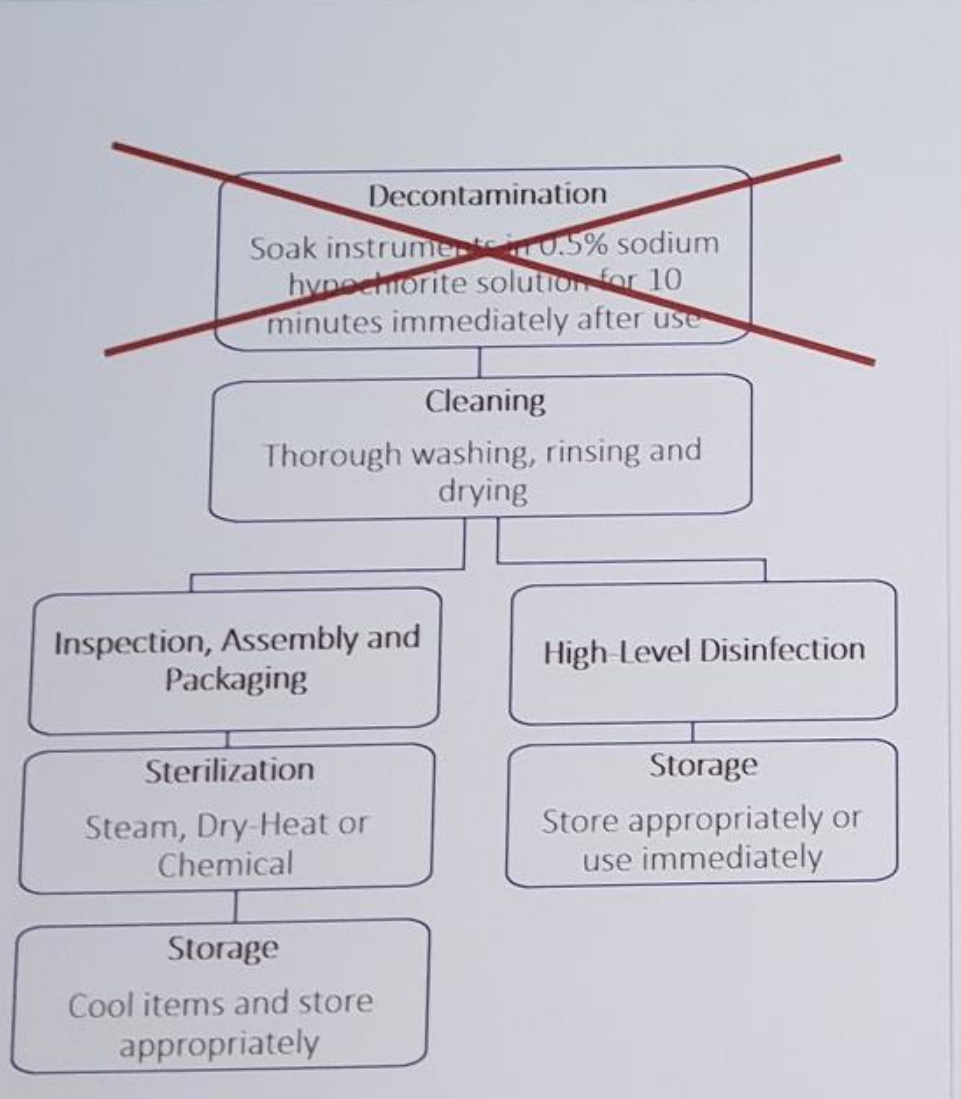 Decontamination
Soak instruments in 0.5% sodium
hypochlorite solution for 10
minutes immediately after use
Cleaning
Thorough washing, rinsing and
drying
Inspection, Assembly and
Packaging
High-Level Disinfection
Sterilization
Steam, Dry-Heat or
Chemical
Storage
Store appropriately or
use immediately
Storage
Cool items and store
appropriately